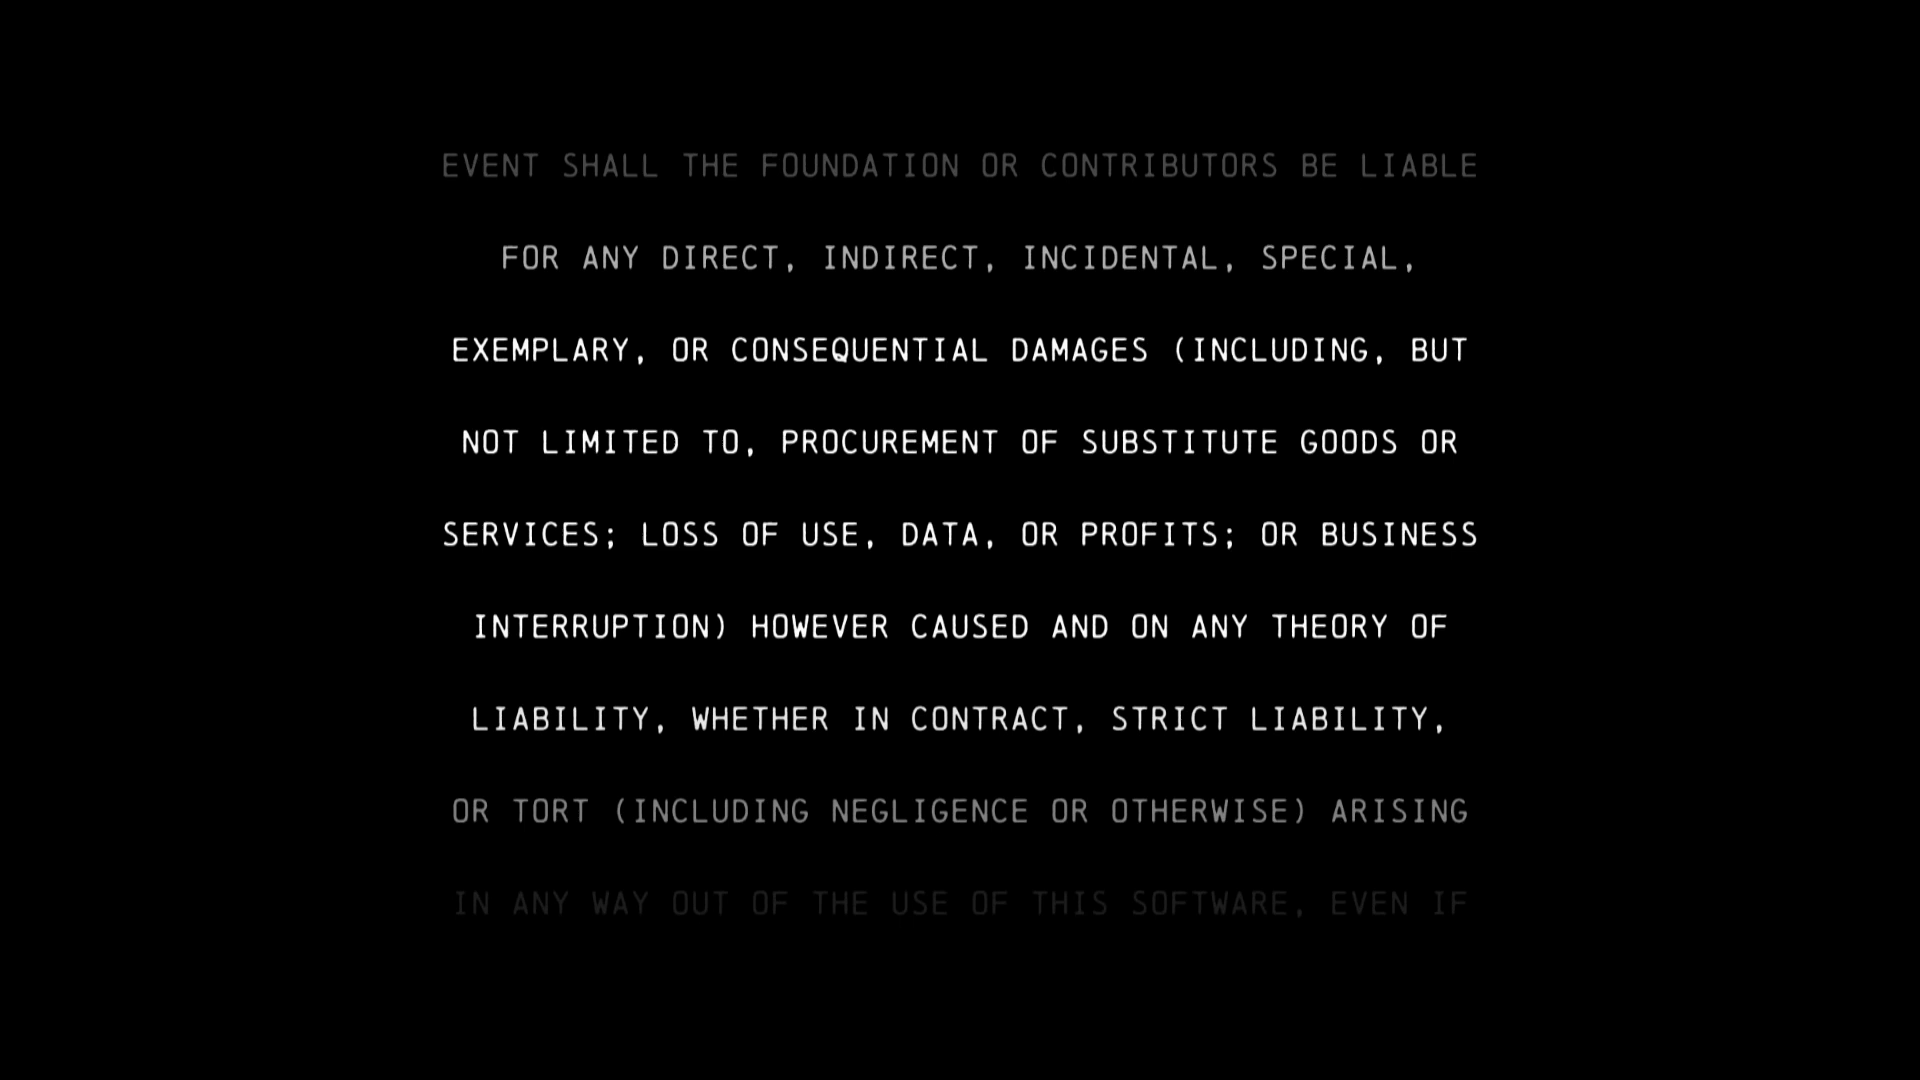 EVENT SHALL THE FOUNDATION OR CONTRIBUTORS BE LIABLE
FOR ANY DIRECT, INDIRECT, INCIDENTAL, SPECIAL,
EXEMPLARY, OR CONSEQUENTIAL DAMAGES (INCLUDING, BUT
NOT LIMITED TO, PROCUREMENT OF SUBSTITUTE GOODS OR
SERVICES; LOSS OF USE, DATA, OR PROFITS; OR BUSINESS
INTERRUPTION) HOWEVER CAUSED AND ON ANY THEORY OF
LIABILITY, WHETHER IN CONTRACT, STRICT LIABILITY,
OR TORT (INCLUDING NEGLIGENCE OR OTHERWISE) ARISING
IN ANY WAY OUT OF THE USE OF THIS SOFTWARE, EVEN IF